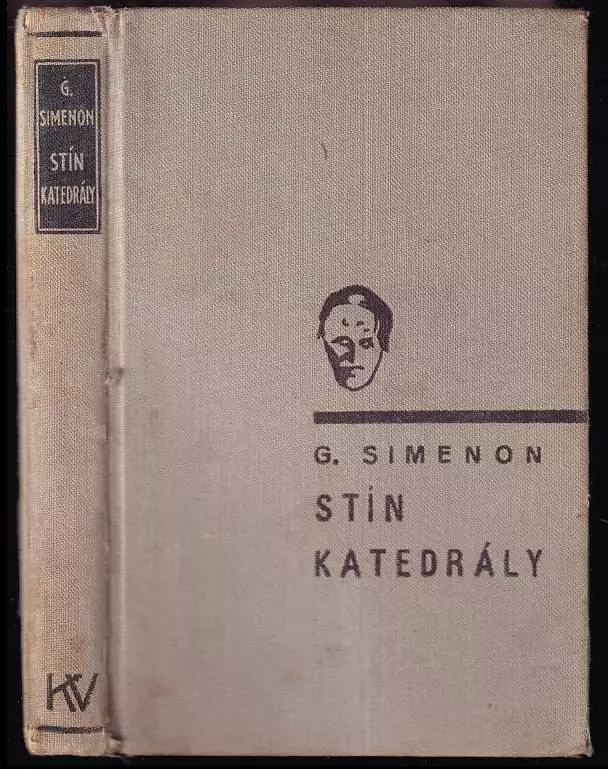 G.
SIMENON
STÍN
KATEDRÁLY
KV
G. SIMENON
STÍN
KATEDRÁLY